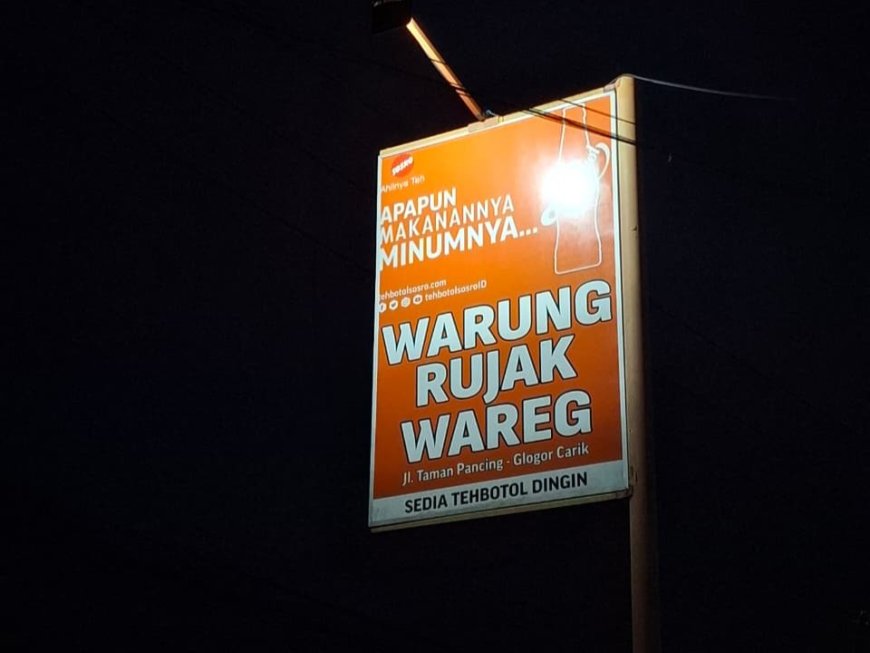 SOSRO
Ahlinya Teh
APAPUN
MAKANANNYA
MINUMNYA...
tehbotolsosro.com
tehbotolsosroID
WARUNG
RUJAK
WAREG
Jl. Taman Pancing - Glogor Carik
SEDIA TEHBOTOL DINGIN